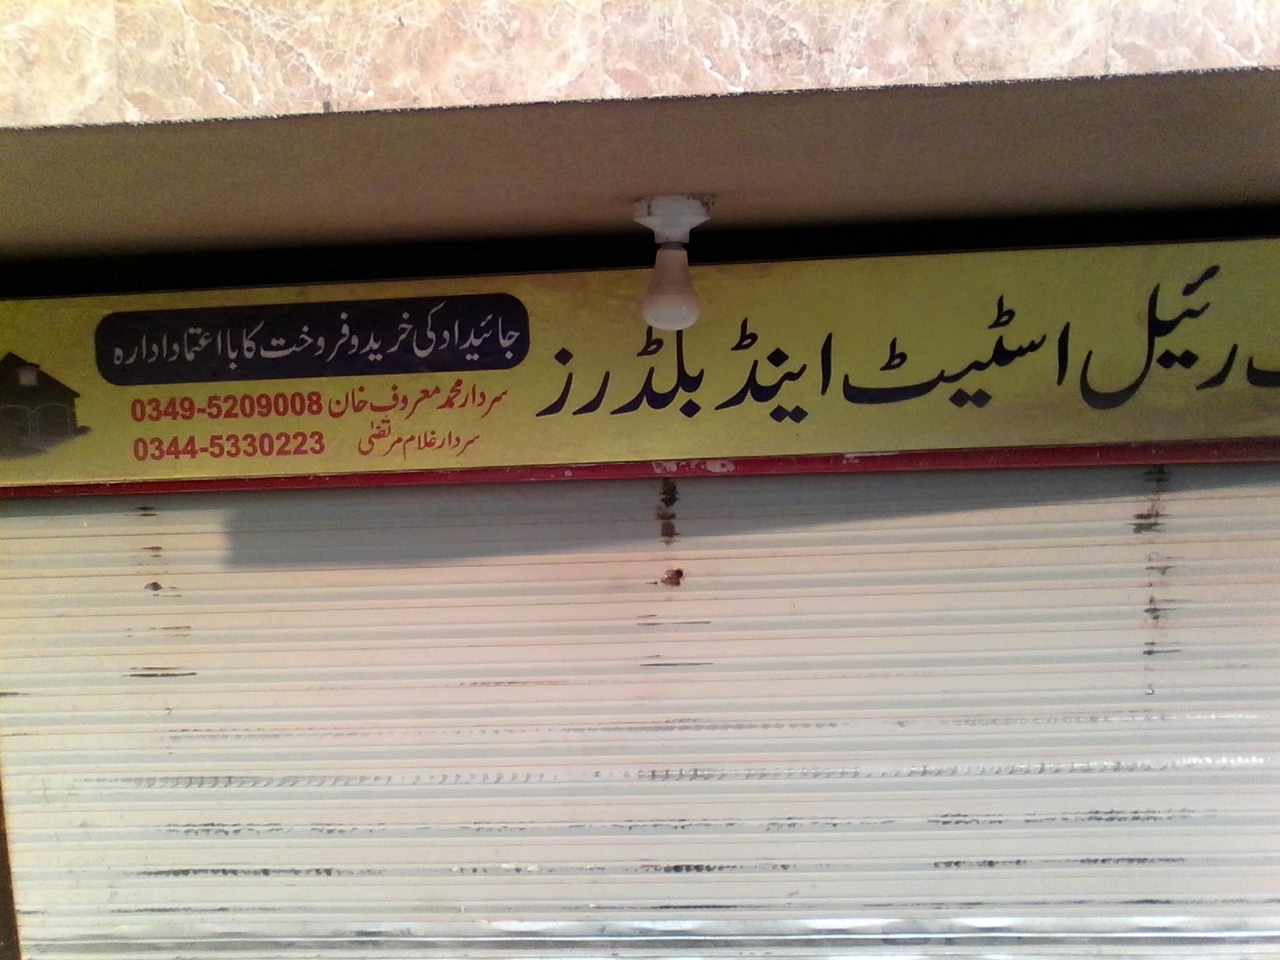 رئیل اسٹیٹ اینڈ بلڈرز
جائیداد کی خرید و فروخت کا با اعتماد ادارہ
سردار محمد معروف خان 0349-5209008
سردار غلام مرتضیٰ 0344-5330223